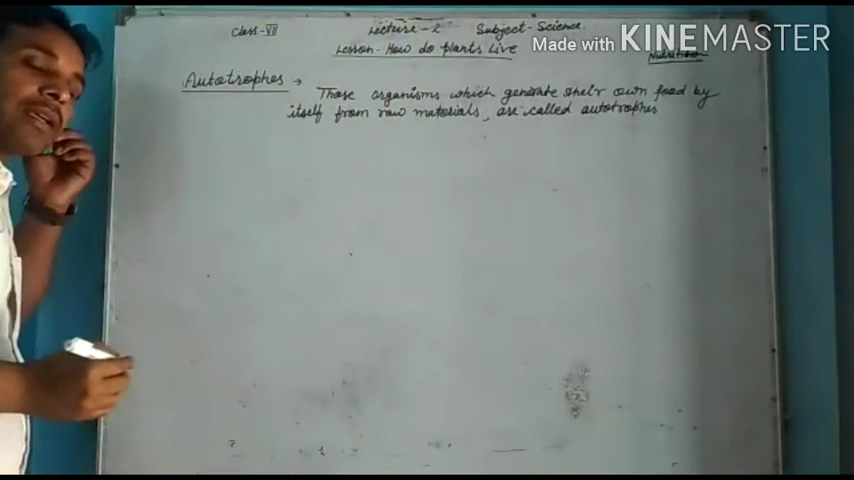 Class-VII Lecture-2 Subject-Science
Lesson-How do plants Live
Made with KINEMASTER
Nutrition
Autotrophes → Those organisms which generate their own food by
itself from raw materials, are called autotrophes